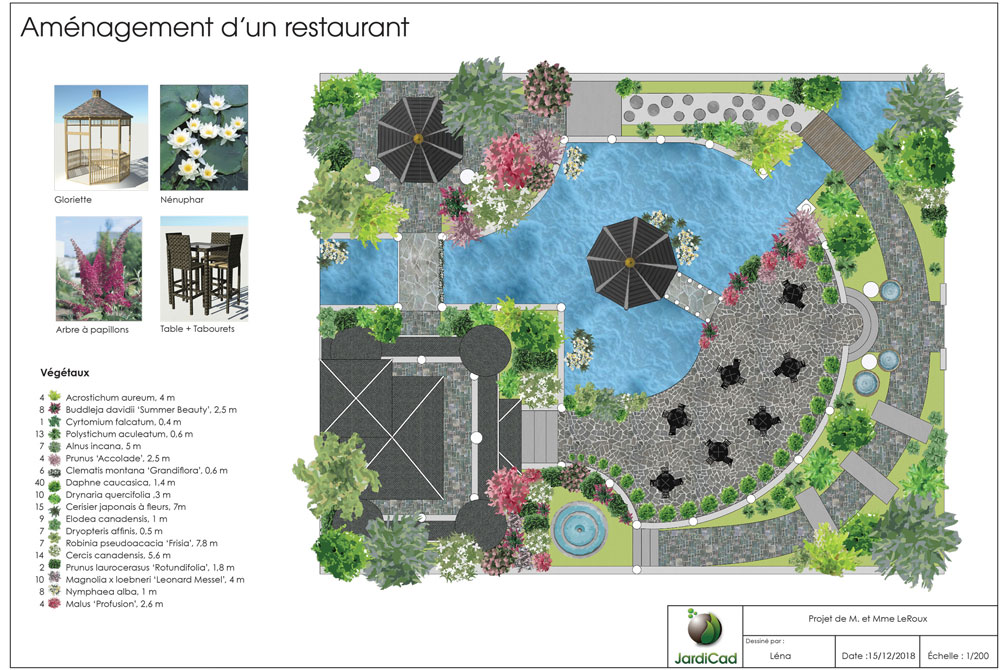 Aménagement d'un restaurant
Gloriette
Nénuphar
Arbre à papillons
Table + Tabourets
Végétaux
4 Acrostichum aureum, 4 m
8 Buddleja davidii 'Summer Beauty', 2,5 m
1 Cyrtomium falcatum, 0,4 m
13 Polystichum aculeatum, 0,6 m
7 Alnus incana, 5 m
4 Prunus 'Accolade', 2,5 m
6 Clematis montana 'Grandiflora', 0,6 m
40 Daphne caucasica, 1,4 m
10 Drynaria quercifolia ,3 m
15 Cerisier japonais à fleurs, 7m
9 Elodea canadensis, 1 m
7 Dryopteris affinis, 0,5 m
7 Robinia pseudoacacia 'Frisia', 7,8 m
14 Cercis canadensis, 5,6 m
2 Prunus laurocerasus 'Rotundifolia', 1,8 m
10 Magnolia x loebneri 'Leonard Messel', 4 m
8 Nymphaea alba, 1 m
4 Malus 'Profusion', 2,6 m
JardiCad
Projet de M. et Mme LeRoux
Dessiné par :
Léna
Date :15/12/2018
Échelle : 1/200